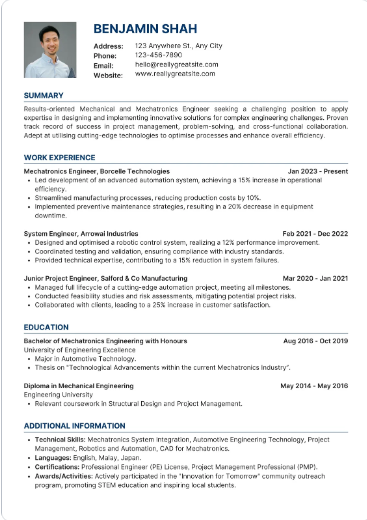 BENJAMIN SHAH
Address: 123 Anywhere St., Any City
Phone: 123-456-7890
Email: hello@reallygreatsite.com
Website: www.reallygreatsite.com
SUMMARY
Results-oriented Mechanical and Mechatronics Engineer seeking a challenging position to apply
expertise in designing and implementing innovative solutions for complex engineering challenges. Proven
track record of success in project management, problem-solving, and cross-functional collaboration.
Adept at utilising cutting-edge technologies to optimise processes and enhance overall efficiency.
WORK EXPERIENCE
Mechatronics Engineer, Borcelle Technologies Jan 2023 - Present
• Led development of an advanced automation system, achieving a 15% increase in operational
efficiency.
• Streamlined manufacturing processes, reducing production costs by 10%.
• Implemented preventive maintenance strategies, resulting in a 20% decrease in equipment
downtime.
System Engineer, Arrowai Industries Feb 2021 - Dec 2022
• Designed and optimised a robotic control system, realizing a 12% performance improvement.
• Coordinated testing and validation, ensuring compliance with industry standards.
• Provided technical expertise, contributing to a 15% reduction in system failures.
Junior Project Engineer, Salford & Co Manufacturing Mar 2020 - Jan 2021
• Managed full lifecycle of a cutting-edge automation project, meeting all milestones.
• Conducted feasibility studies and risk assessments, mitigating potential project risks.
• Collaborated with clients, leading to a 25% increase in customer satisfaction.
EDUCATION
Bachelor of Mechatronics Engineering with Honours Aug 2016 - Oct 2019
University of Engineering Excellence
• Major in Automotive Technology.
• Thesis on "Technological Advancements within the current Mechatronics Industry".
Diploma in Mechanical Engineering May 2014 - May 2016
Engineering University
• Relevant coursework in Structural Design and Project Management.
ADDITIONAL INFORMATION
• Technical Skills: Mechatronics System Integration, Automotive Engineering Technology, Project
Management, Robotics and Automation, CAD for Mechatronics.
• Languages: English, Malay, Japan.
• Certifications: Professional Engineer (PE) License, Project Management Professional (PMP).
• Awards/Activities: Actively participated in the "Innovation for Tomorrow" community outreach
program, promoting STEM education and inspiring local students.